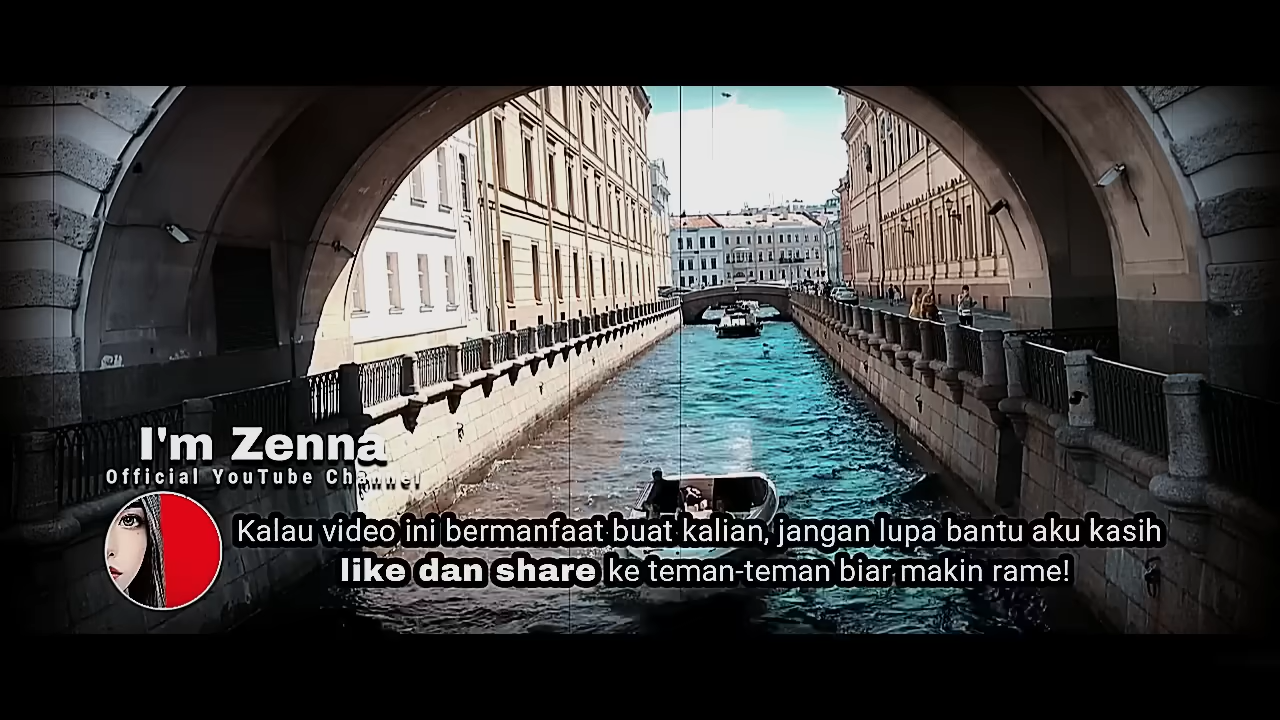 I'm Zenna
Official YouTube Channel
Kalau video ini bermanfaat buat kalian, jangan lupa bantu aku kasih
like dan share ke teman-teman biar makin rame!